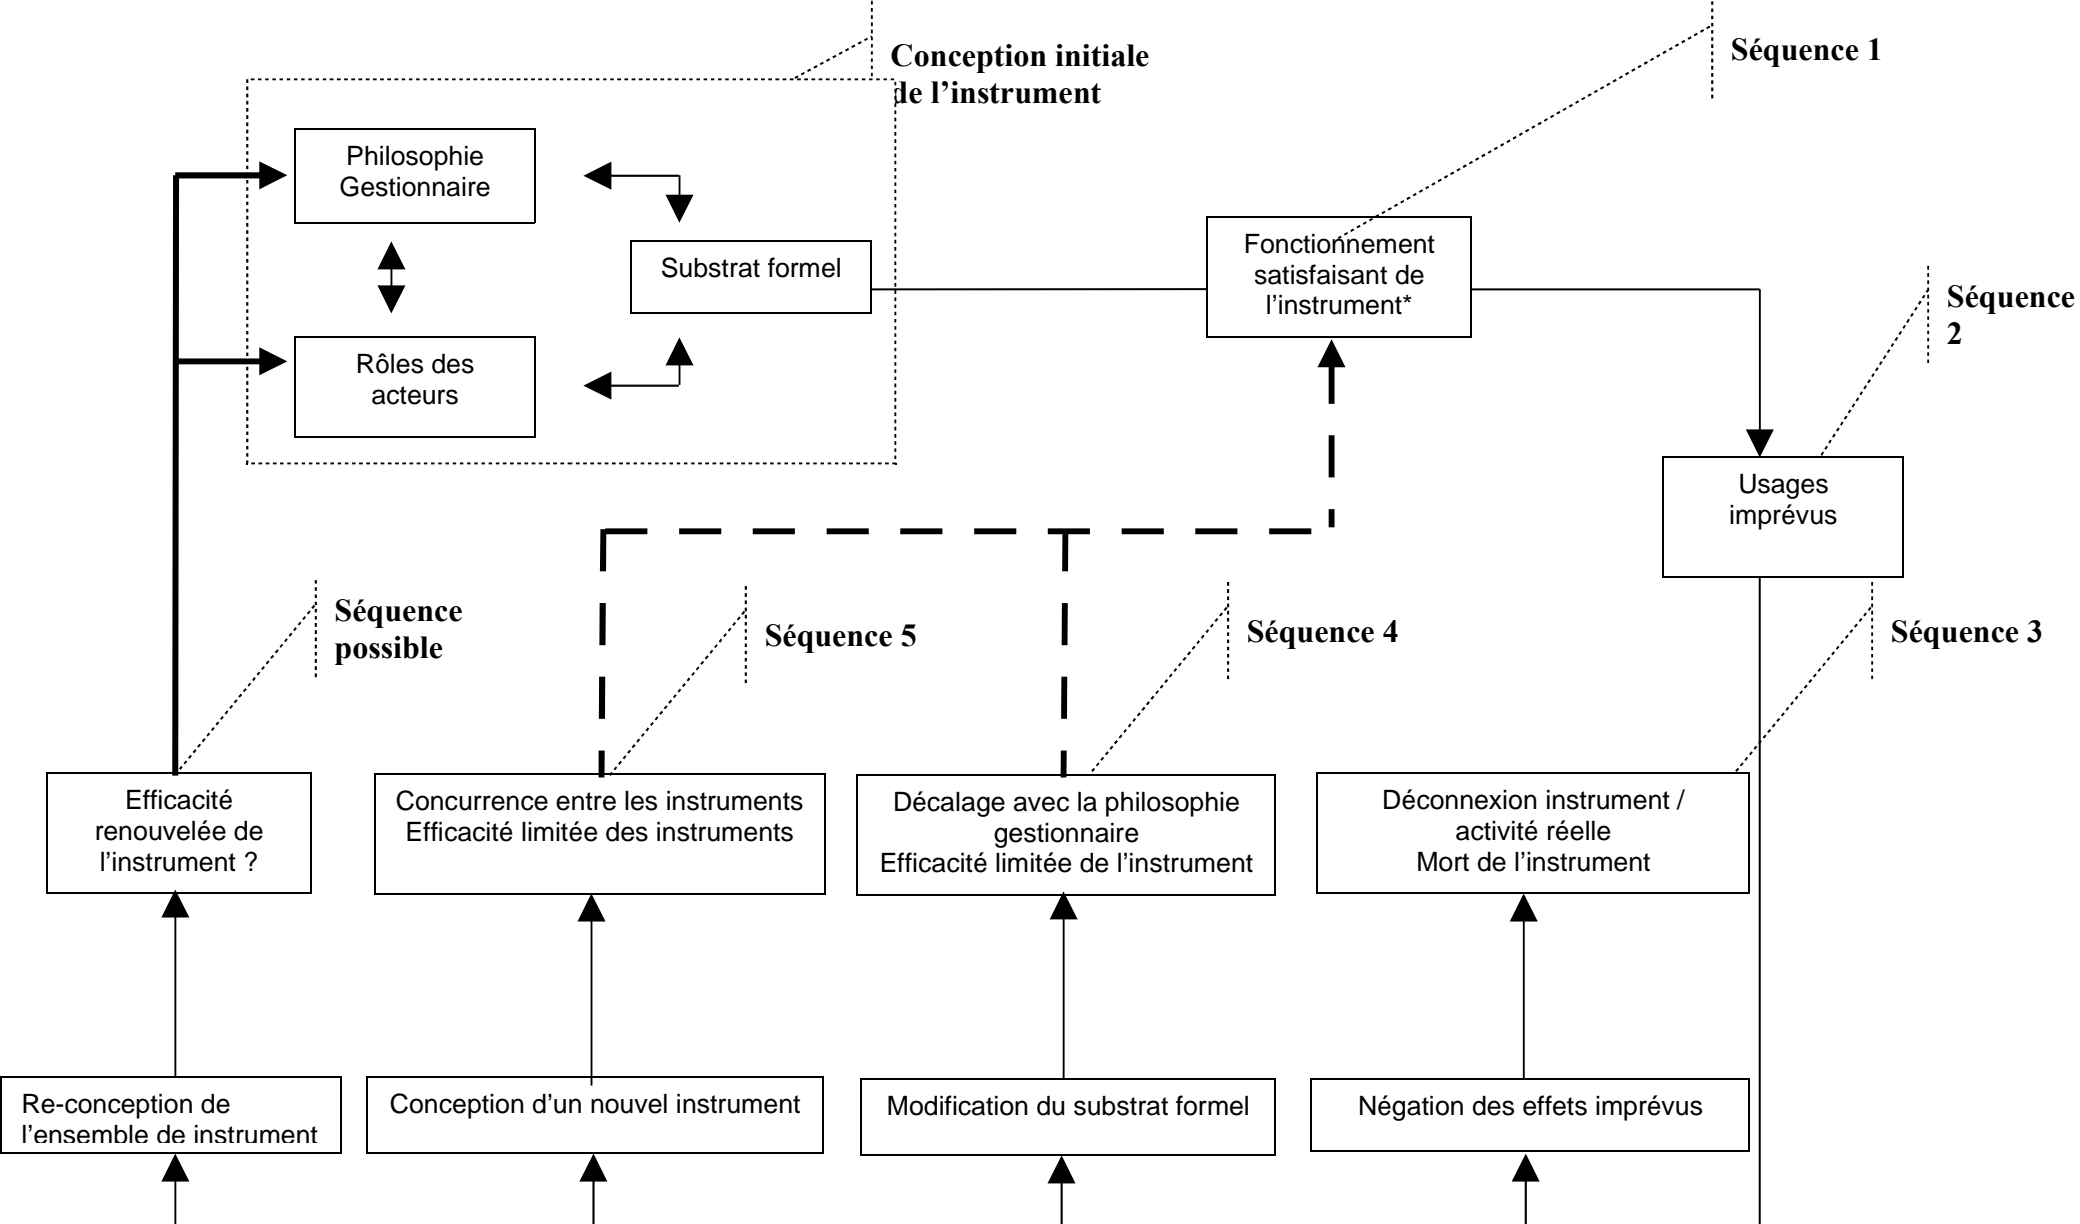 Conception initiale
de l’instrument
Séquence 1
Philosophie
Gestionnaire
Substrat formel
Rôles des
acteurs
Fonctionnement
satisfaisant de
l’instrument*
Séquence
2
Usages
imprévus
Séquence
possible
Séquence 5
Séquence 4
Séquence 3
Efficacité
renouvelée de
l’instrument ?
Concurrence entre les instruments
Efficacité limitée des instruments
Décalage avec la philosophie
gestionnaire
Efficacité limitée de l’instrument
Déconnexion instrument /
activité réelle
Mort de l’instrument
Re-conception de
l’ensemble de instrument
Conception d’un nouvel instrument
Modification du substrat formel
Négation des effets imprévus